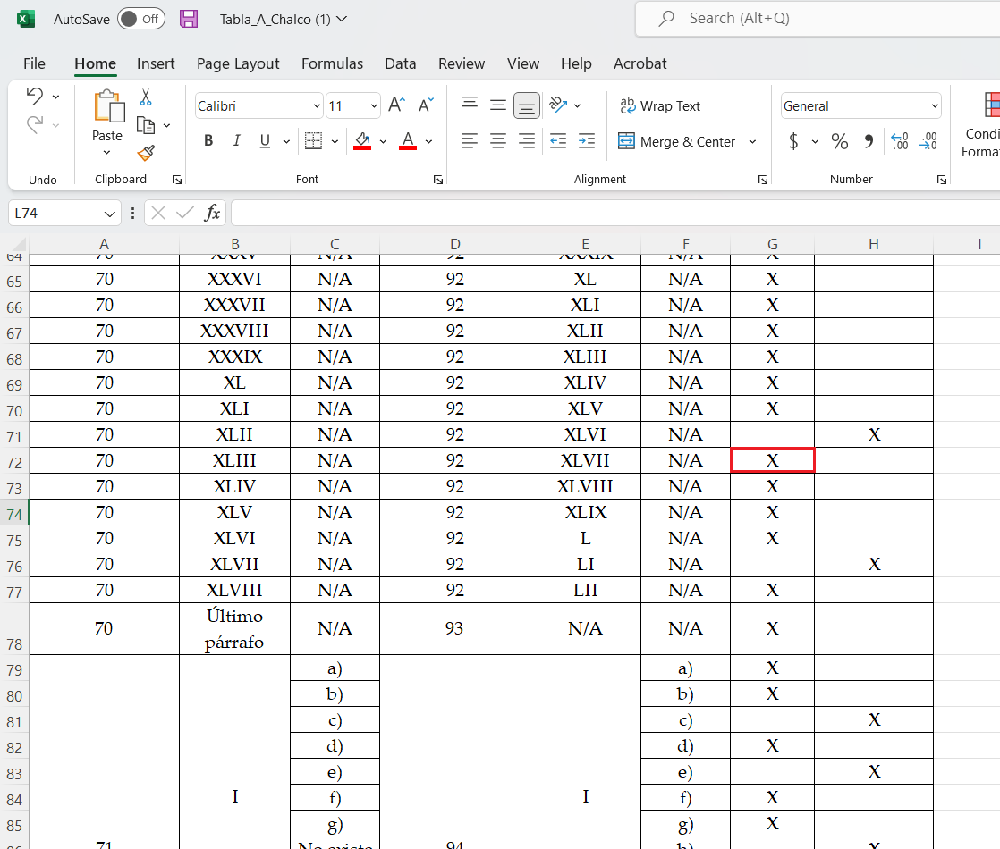 AutoSave Off Tabla_A_Chalco (1) Search (Alt+Q)
File Home Insert Page Layout Formulas Data Review View Help Acrobat
Calibri 11 Wrap Text General
Paste B I U Merge & Center $ % Condi
Format
Undo Clipboard Font Alignment Number
L74 fx
A B C D E F G H I
64 70 XXXV N/A 92 XXXIX N/A X
65 70 XXXVI N/A 92 XL N/A X
66 70 XXXVII N/A 92 XLI N/A X
67 70 XXXVIII N/A 92 XLII N/A X
68 70 XXXIX N/A 92 XLIII N/A X
69 70 XL N/A 92 XLIV N/A X
70 70 XLI N/A 92 XLV N/A X
71 70 XLII N/A 92 XLVI N/A X
72 70 XLIII N/A 92 XLVII N/A X
73 70 XLIV N/A 92 XLVIII N/A X
74 70 XLV N/A 92 XLIX N/A X
75 70 XLVI N/A 92 L N/A X
76 70 XLVII N/A 92 LI N/A X
77 70 XLVIII N/A 92 LII N/A X
78 70 Último párrafo N/A 93 N/A N/A X
79 a) a) X
80 b) b) X
81 c) c) X
82 d) d) X
83 e) e) X
84 I f) I f) X
85 g) g) X
86 71 No existe 94 h) X